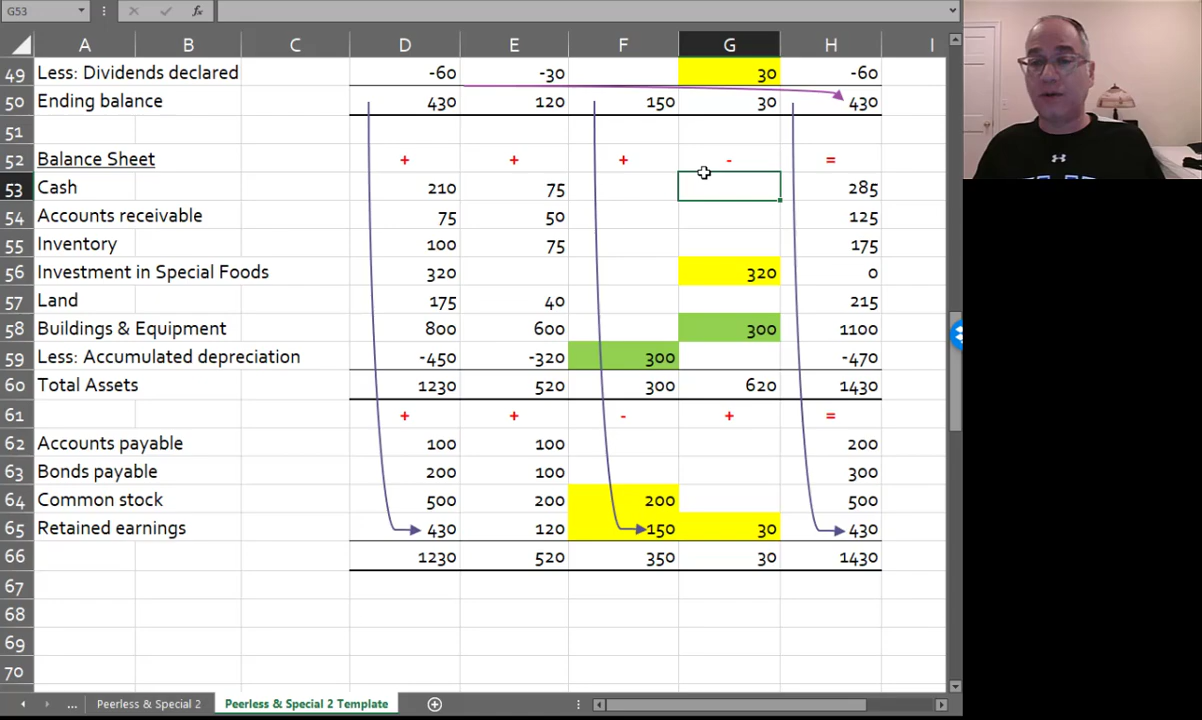 G53 fx
A B C D E F G H I
49 Less: Dividends declared -60 -30 30 -60
50 Ending balance 430 120 150 30 430
51
52 Balance Sheet + + + - =
53 Cash 210 75 285
54 Accounts receivable 75 50 125
55 Inventory 100 75 175
56 Investment in Special Foods 320 320 0
57 Land 175 40 215
58 Buildings & Equipment 800 600 300 1100
59 Less: Accumulated depreciation -450 -320 300 -470
60 Total Assets 1230 520 300 620 1430
61 + + - + =
62 Accounts payable 100 100 200
63 Bonds payable 200 100 300
64 Common stock 500 200 200 500
65 Retained earnings 430 120 150 30 430
66 1230 520 350 30 1430
67
68
69
70
... Peerless & Special 2 Peerless & Special 2 Template